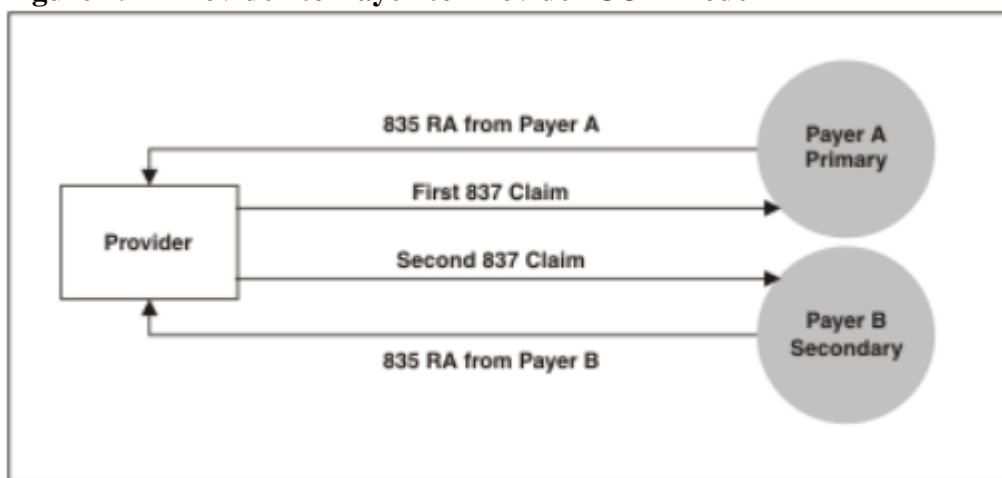 835 RA from Payer A
Payer A
Primary
First 837 Claim
Provider
Second 837 Claim
Payer B
Secondary
835 RA from Payer B